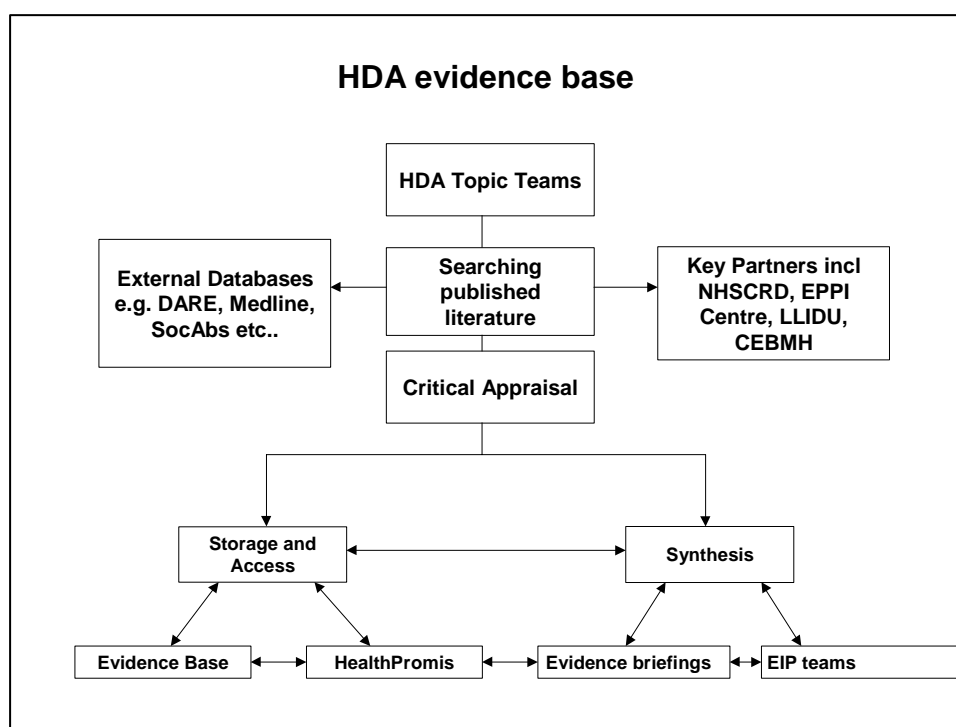 HDA evidence base
HDA Topic Teams
External Databases
e.g. DARE, Medline,
SocAbs etc..
Searching
published
literature
Key Partners incl
NHSCRD, EPPI
Centre, LLIDU,
CEBMH
Critical Appraisal
Storage and
Access
Synthesis
Evidence Base
HealthPromis
Evidence briefings
EIP teams